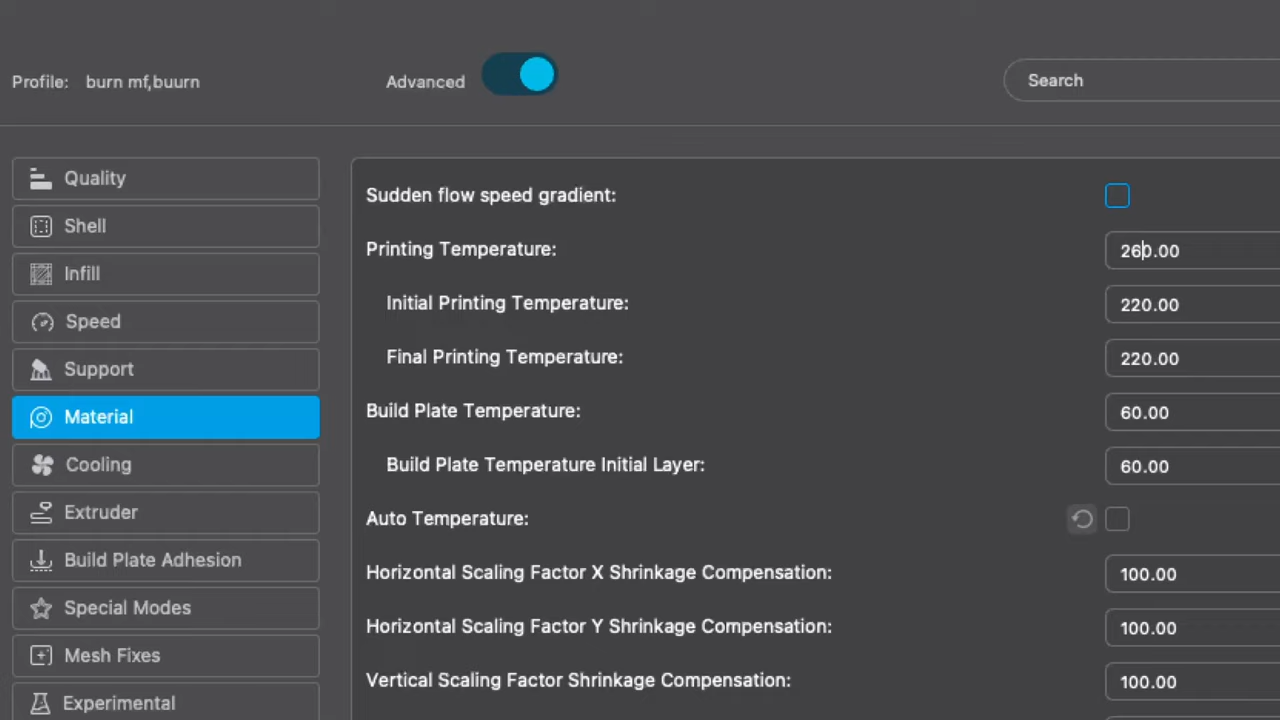 Profile: burn mf,buurn
Advanced
Search
Quality
Shell
Infill
Speed
Support
Material
Cooling
Extruder
Build Plate Adhesion
Special Modes
Mesh Fixes
Experimental
Sudden flow speed gradient:
Printing Temperature: 260.00
Initial Printing Temperature: 220.00
Final Printing Temperature: 220.00
Build Plate Temperature: 60.00
Build Plate Temperature Initial Layer: 60.00
Auto Temperature:
Horizontal Scaling Factor X Shrinkage Compensation: 100.00
Horizontal Scaling Factor Y Shrinkage Compensation: 100.00
Vertical Scaling Factor Shrinkage Compensation: 100.00